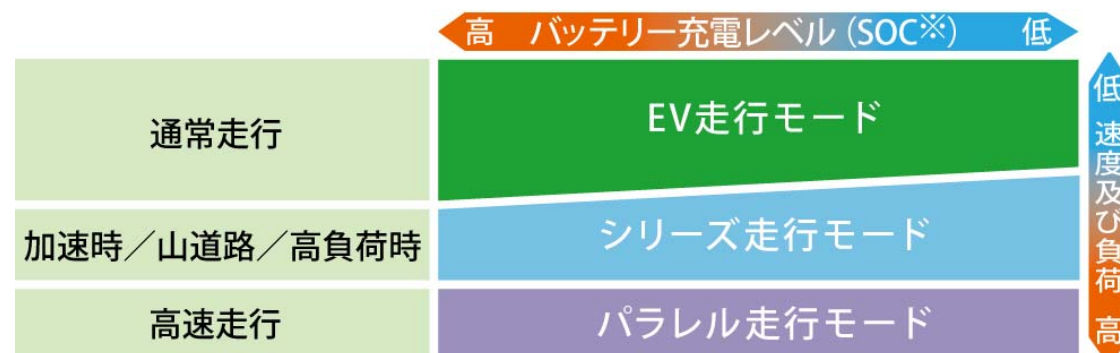 高 バッテリー充電レベル（SOC※） 低
通常走行
EV走行モード
加速時／山道路／高負荷時
シリーズ走行モード
高速走行
パラレル走行モード
低 速度及び負荷 高